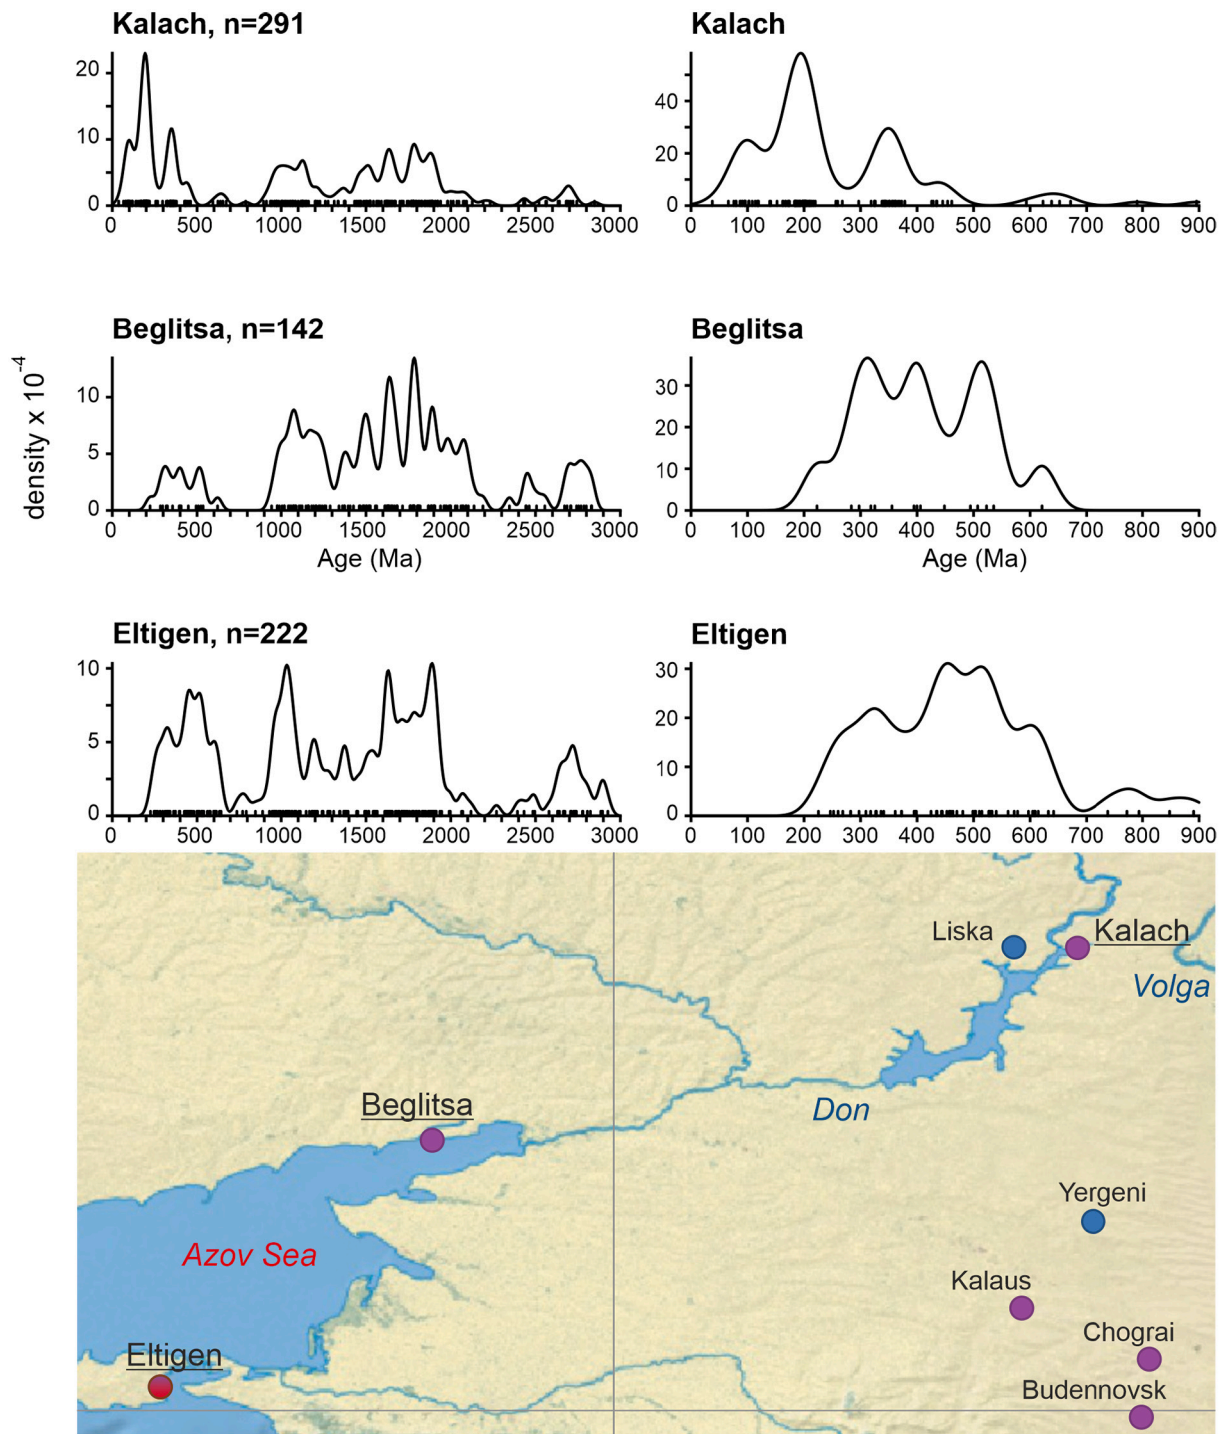 Kalach, n=291
Kalach
20
10
0
0 500 1000 1500 2000 2500 3000
40
20
0
0 100 200 300 400 500 600 700 800 900
Beglitsa, n=142
Beglitsa
density x 10-4
10
5
0
0 500 1000 1500 2000 2500 3000
Age (Ma)
30
20
10
0
0 100 200 300 400 500 600 700 800 900
Age (Ma)
Eltigen, n=222
Eltigen
10
5
0
0 500 1000 1500 2000 2500 3000
30
20
10
0
0 100 200 300 400 500 600 700 800 900
Liska
Kalach
Volga
Beglitsa
Don
Yergeni
Azov Sea
Kalaus
Chograi
Eltigen
Budennovsk